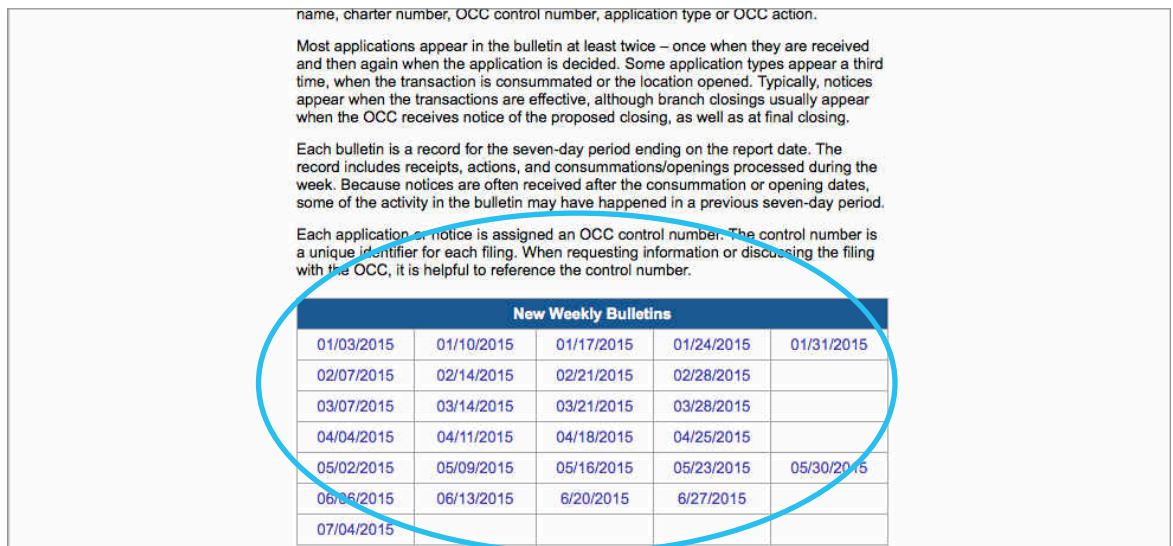 name, charter number, OCC control number, application type or OCC action.
Most applications appear in the bulletin at least twice – once when they are received
and then again when the application is decided. Some application types appear a third
time, when the transaction is consummated or the location opened. Typically, notices
appear when the transactions are effective, although branch closings usually appear
when the OCC receives notice of the proposed closing, as well as at final closing.
Each bulletin is a record for the seven-day period ending on the report date. The
record includes receipts, actions, and consummations/openings processed during the
week. Because notices are often received after the consummation or opening dates,
some of the activity in the bulletin may have happened in a previous seven-day period.
Each application or notice is assigned an OCC control number. The control number is
a unique identifier for each filing. When requesting information or discussing the filing
with the OCC, it is helpful to reference the control number.
New Weekly Bulletins
01/03/2015 01/10/2015 01/17/2015 01/24/2015 01/31/2015
02/07/2015 02/14/2015 02/21/2015 02/28/2015
03/07/2015 03/14/2015 03/21/2015 03/28/2015
04/04/2015 04/11/2015 04/18/2015 04/25/2015
05/02/2015 05/09/2015 05/16/2015 05/23/2015 05/30/2015
06/06/2015 06/13/2015 6/20/2015 6/27/2015
07/04/2015